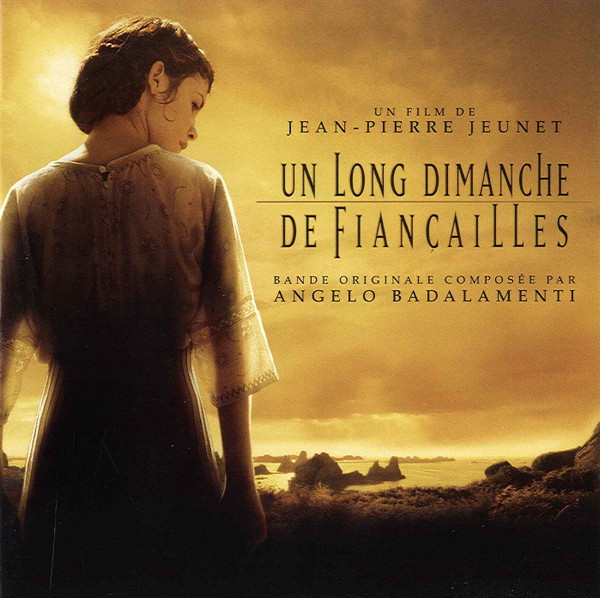 UN FILM DE
JEAN-PIERRE JEUNET
UN LONG DIMANCHE
DE FIANÇAILLES
BANDE ORIGINALE COMPOSÉE PAR
ANGELO BADALAMENTI